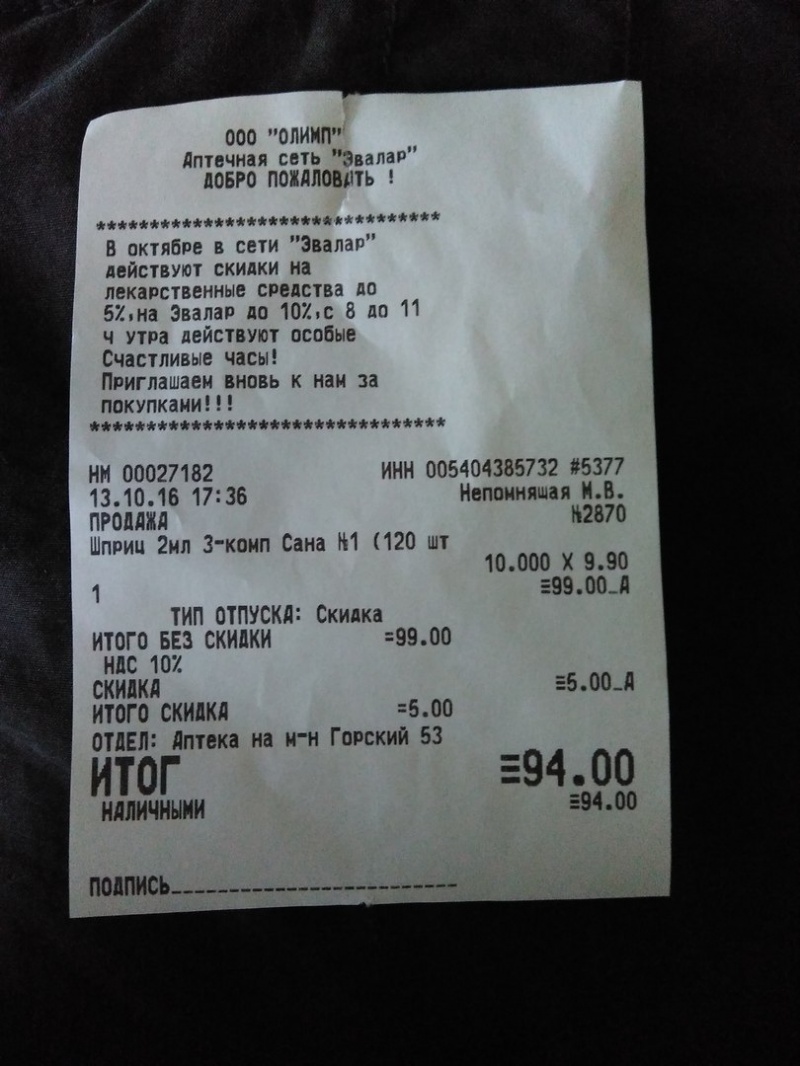 ООО "ОЛИМП"
Аптечная сеть "Эвалар"
ДОБРО ПОЖАЛОВАТЬ !
********************************
В октябре в сети "Эвалар"
действуют скидки на
лекарственные средства до
5%,на Эвалар до 10%,с 8 до 11
ч утра действуют особые
Счастливые часы!
Приглашаем вновь к нам за
покупками!!!
*********************************
НМ 00027182 ИНН 005404385732 #5377
13.10.16 17:36 Непомняшая М.В.
ПРОДАЖА №2870
Шприц 2мл 3-комп Сана №1 (120 шт
10.000 X 9.90
1 ≡99.00_А
ТИП ОТПУСКА: Скидка
ИТОГО БЕЗ СКИДКИ =99.00
НДС 10%
СКИДКА ≡5.00_А
ИТОГО СКИДКА =5.00
ОТДЕЛ: Аптека на м-н Горский 53
ИТОГ ≡94.00
НАЛИЧНЫМИ ≡94.00
ПОДПИСЬ__________________________